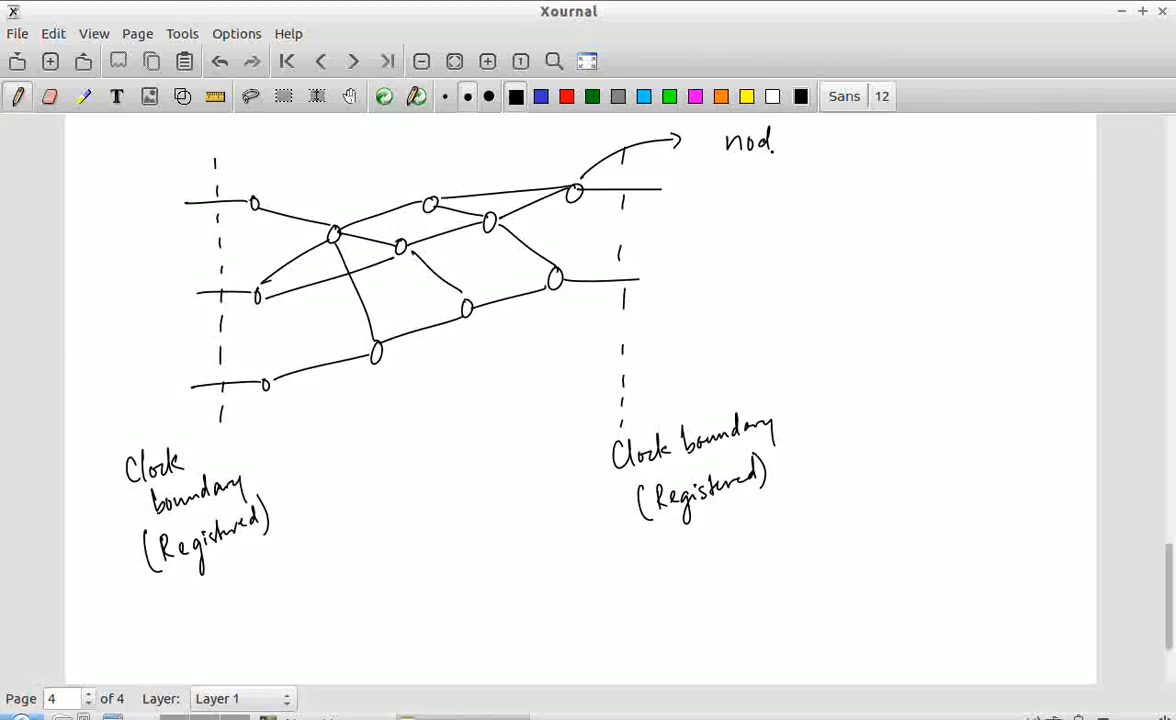 Xournal
File Edit View Page Tools Options Help
Sans 12
nod.
Clock
boundary
(Registured)
Clock boundary
(Registered)
Page 4 of 4 Layer: Layer 1